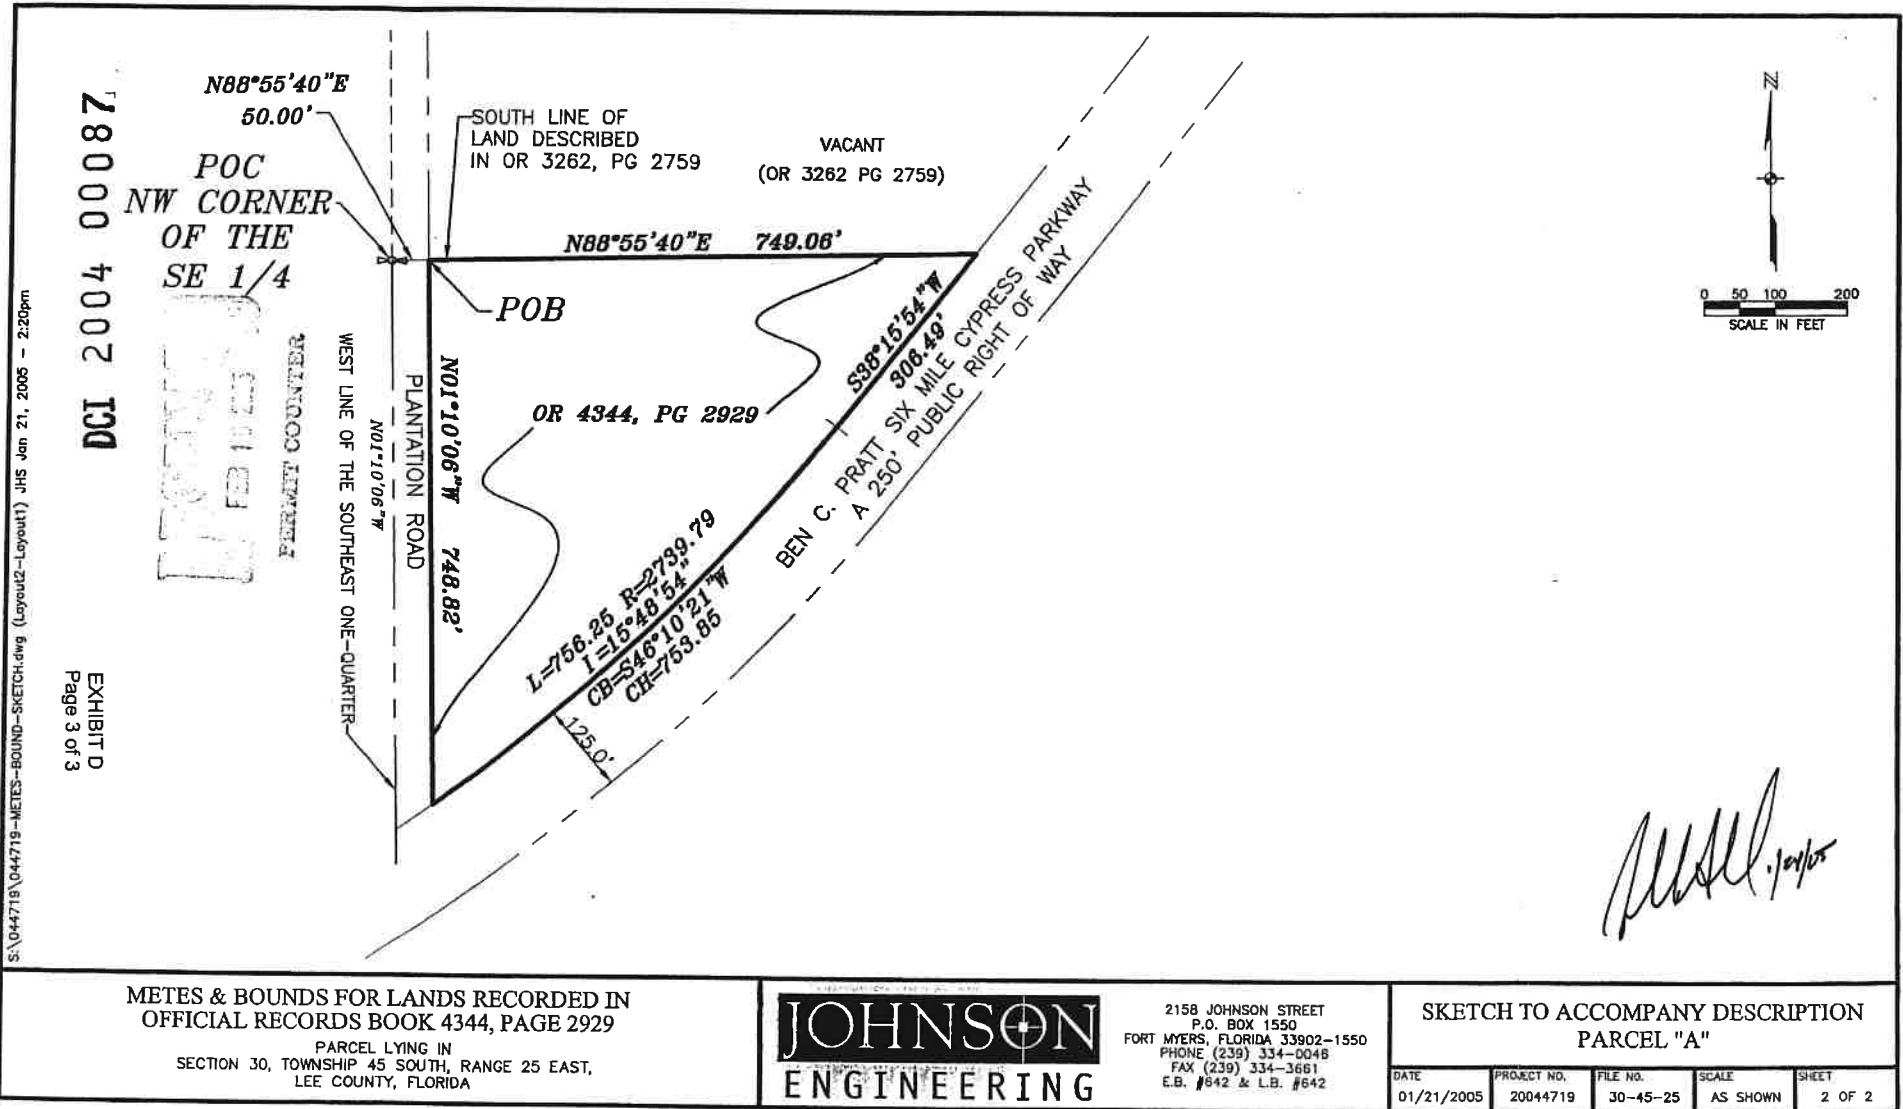 S:\044719\044719-METES-BOUND-SKETCH.dwg (Layout2-Layout1) JHS Jan 21, 2005 - 2:20pm
DCI 2004 00087
EXHIBIT D
Page 3 of 3
N88°55'40"E
50.00'
POC
NW CORNER
OF THE
SE 1/4
FEB
PERMIT COUNTER
SOUTH LINE OF
LAND DESCRIBED
IN OR 3262, PG 2759
VACANT
(OR 3262 PG 2759)
N88°55'40"E 749.06'
POB
WEST LINE OF THE SOUTHEAST ONE-QUARTER
N01°10'06"W
PLANTATION ROAD
N01°10'06"W 748.82'
OR 4344, PG 2929
S38°15'54"W
306.49'
BEN C. PRATT SIX MILE CYPRESS PARKWAY
A 250' PUBLIC RIGHT OF WAY
L=756.25 R=2739.79
I=15°48'54"
CB=S46°10'21"W
CH=753.85
125.0'
N
0 50 100 200
SCALE IN FEET
METES & BOUNDS FOR LANDS RECORDED IN
OFFICIAL RECORDS BOOK 4344, PAGE 2929
PARCEL LYING IN
SECTION 30, TOWNSHIP 45 SOUTH, RANGE 25 EAST,
LEE COUNTY, FLORIDA
JOHNSON
ENGINEERING
2158 JOHNSON STREET
P.O. BOX 1550
FORT MYERS, FLORIDA 33902-1550
PHONE (239) 334-0046
FAX (239) 334-3661
E.B. #642 & L.B. #642
SKETCH TO ACCOMPANY DESCRIPTION
PARCEL "A"
DATE
01/21/2005
PROJECT NO.
20044719
FILE NO.
30-45-25
SCALE
AS SHOWN
SHEET
2 OF 2